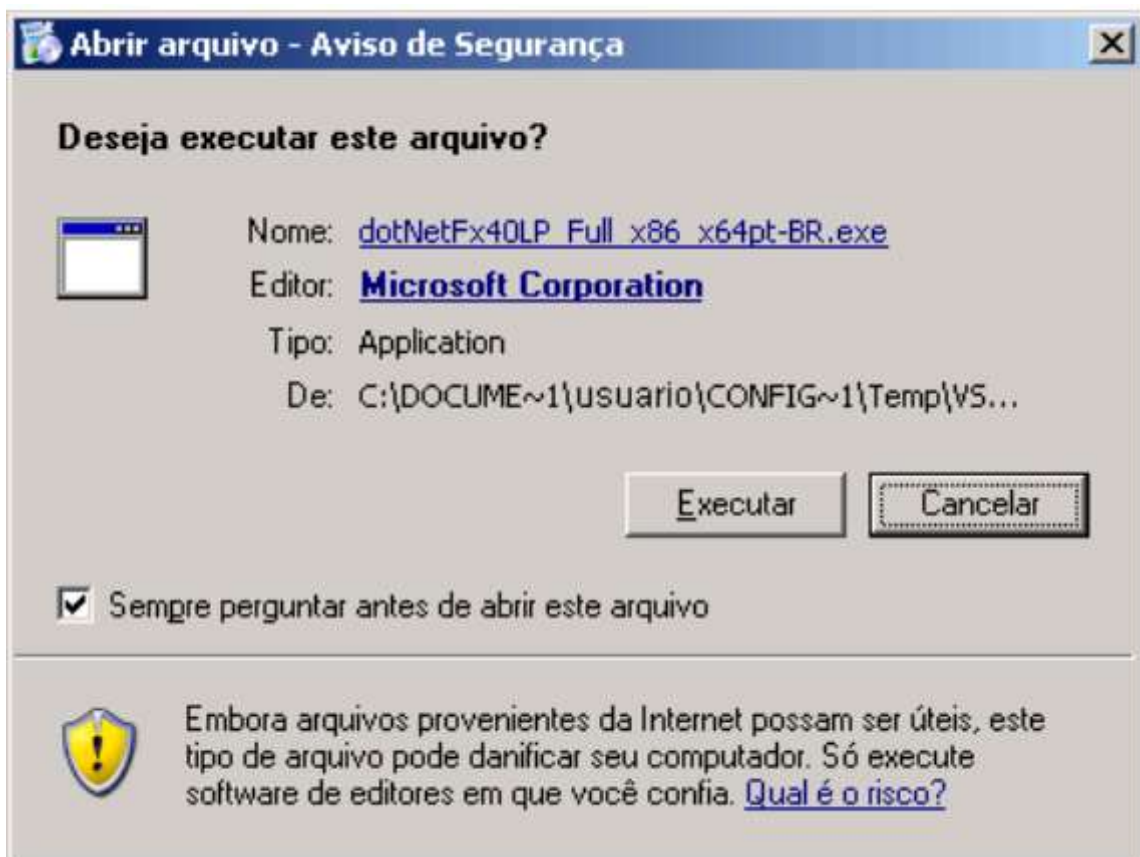 Abrir arquivo - Aviso de Segurança
Deseja executar este arquivo?
Nome: dotNetFx40LP_Full_x86_x64pt-BR.exe
Editor: Microsoft Corporation
Tipo: Application
De: C:\DOCUME~1\usuario\CONFIG~1\Temp\VS...
Executar Cancelar
Sempre perguntar antes de abrir este arquivo
Embora arquivos provenientes da Internet possam ser úteis, este
tipo de arquivo pode danificar seu computador. Só execute
software de editores em que você confia. Qual é o risco?